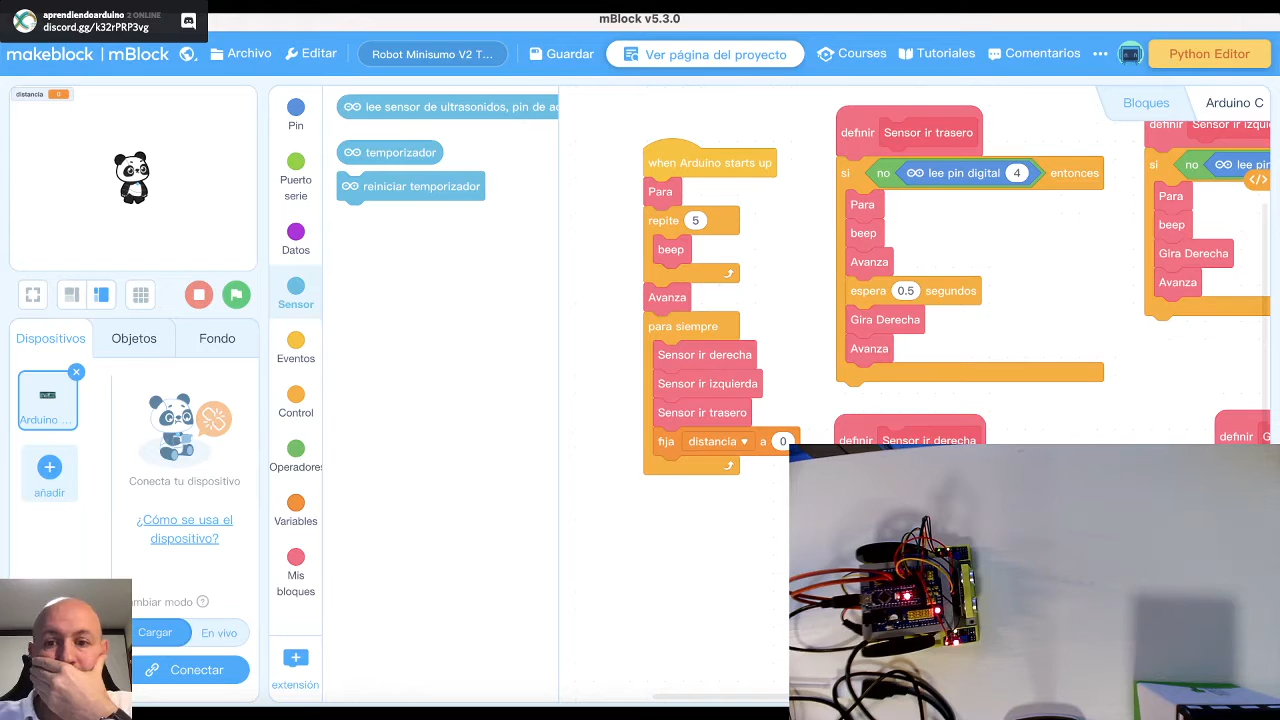 aprendiendoarduino 2 ONLINE
discord.gg/k32rPRP3vg
mBlock v5.3.0
makeblock | mBlock
Archivo
Editar
Robot Minisumo V2 T...
Guardar
Ver página del proyecto
Courses
Tutoriales
Comentarios
Python Editor
distancia 0
Pin
Puerto
serie
Datos
Sensor
Eventos
Control
Operadores
Variables
Mis
bloques
extensión
lee sensor de ultrasonidos, pin de ac
temporizador
reiniciar temporizador
Dispositivos
Objetos
Fondo
Arduino ...
añadir
Conecta tu dispositivo
¿Cómo se usa el
dispositivo?
mbiar modo ?
Cargar
En vivo
Conectar
when Arduino starts up
Para
repite 5
beep
Avanza
para siempre
Sensor ir derecha
Sensor ir izquierda
Sensor ir trasero
fija distancia a 0
definir Sensor ir trasero
si no lee pin digital 4 entonces
Para
beep
Avanza
espera 0.5 segundos
Gira Derecha
Avanza
definir Sensor ir derecha
Bloques
Arduino C
definir Sensor ir izqui
si no lee pin
Para
beep
Gira Derecha
Avanza
definir G